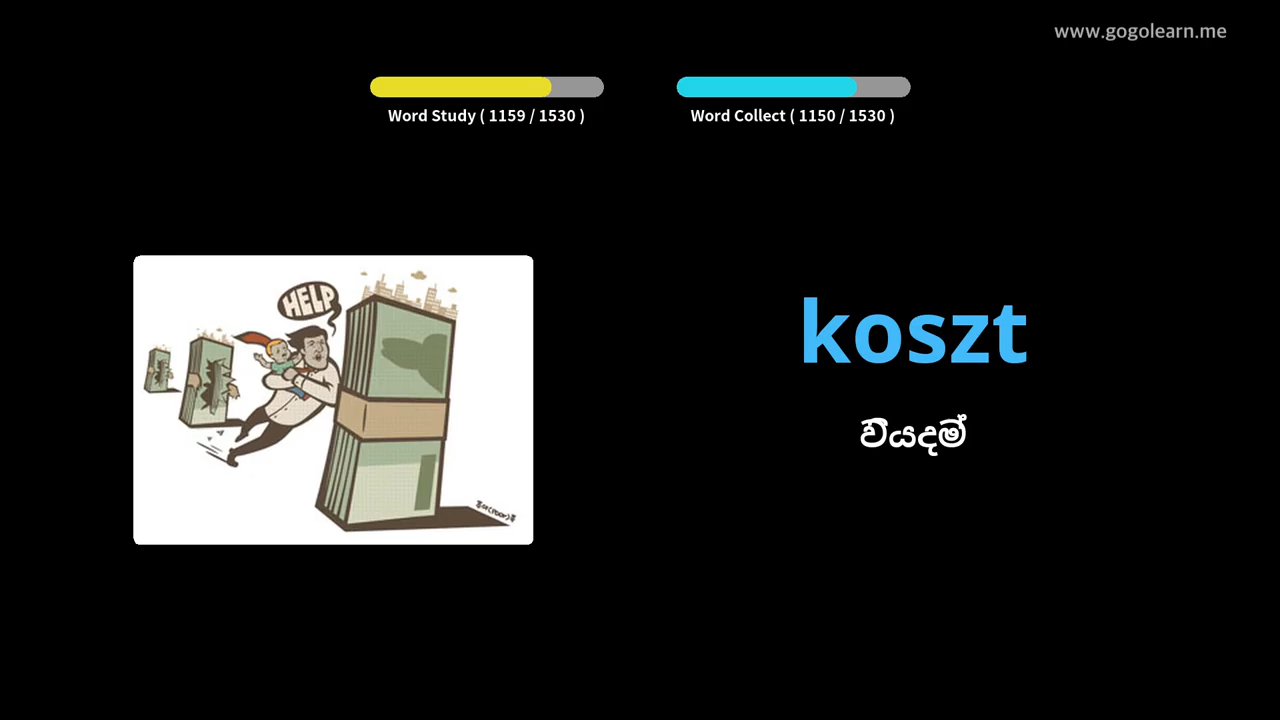 www.gogolearn.me
Word Study ( 1159 / 1530 )
Word Collect ( 1150 / 1530 )
HELP
koszt
වියදම්